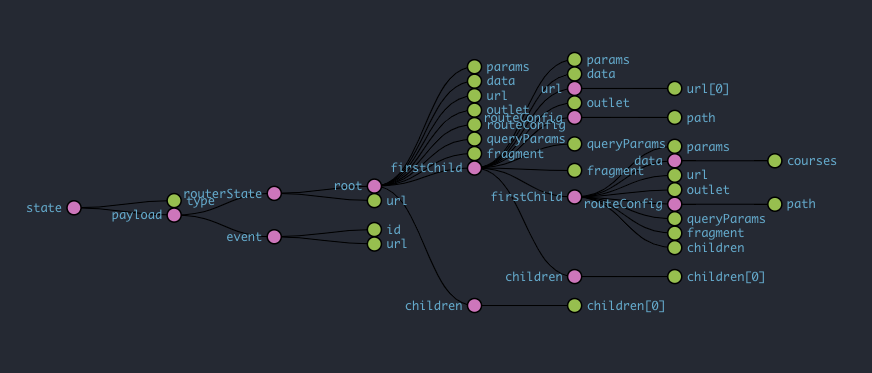 state
type
payload
routerState
event
root
url
id
url
params
data
url
outlet
routeConfig
queryParams
fragment
firstChild
children
params
data
url
outlet
routeConfig
queryParams
fragment
firstChild
children
children[0]
url[0]
path
params
data
url
outlet
routeConfig
queryParams
fragment
children
children[0]
courses
path